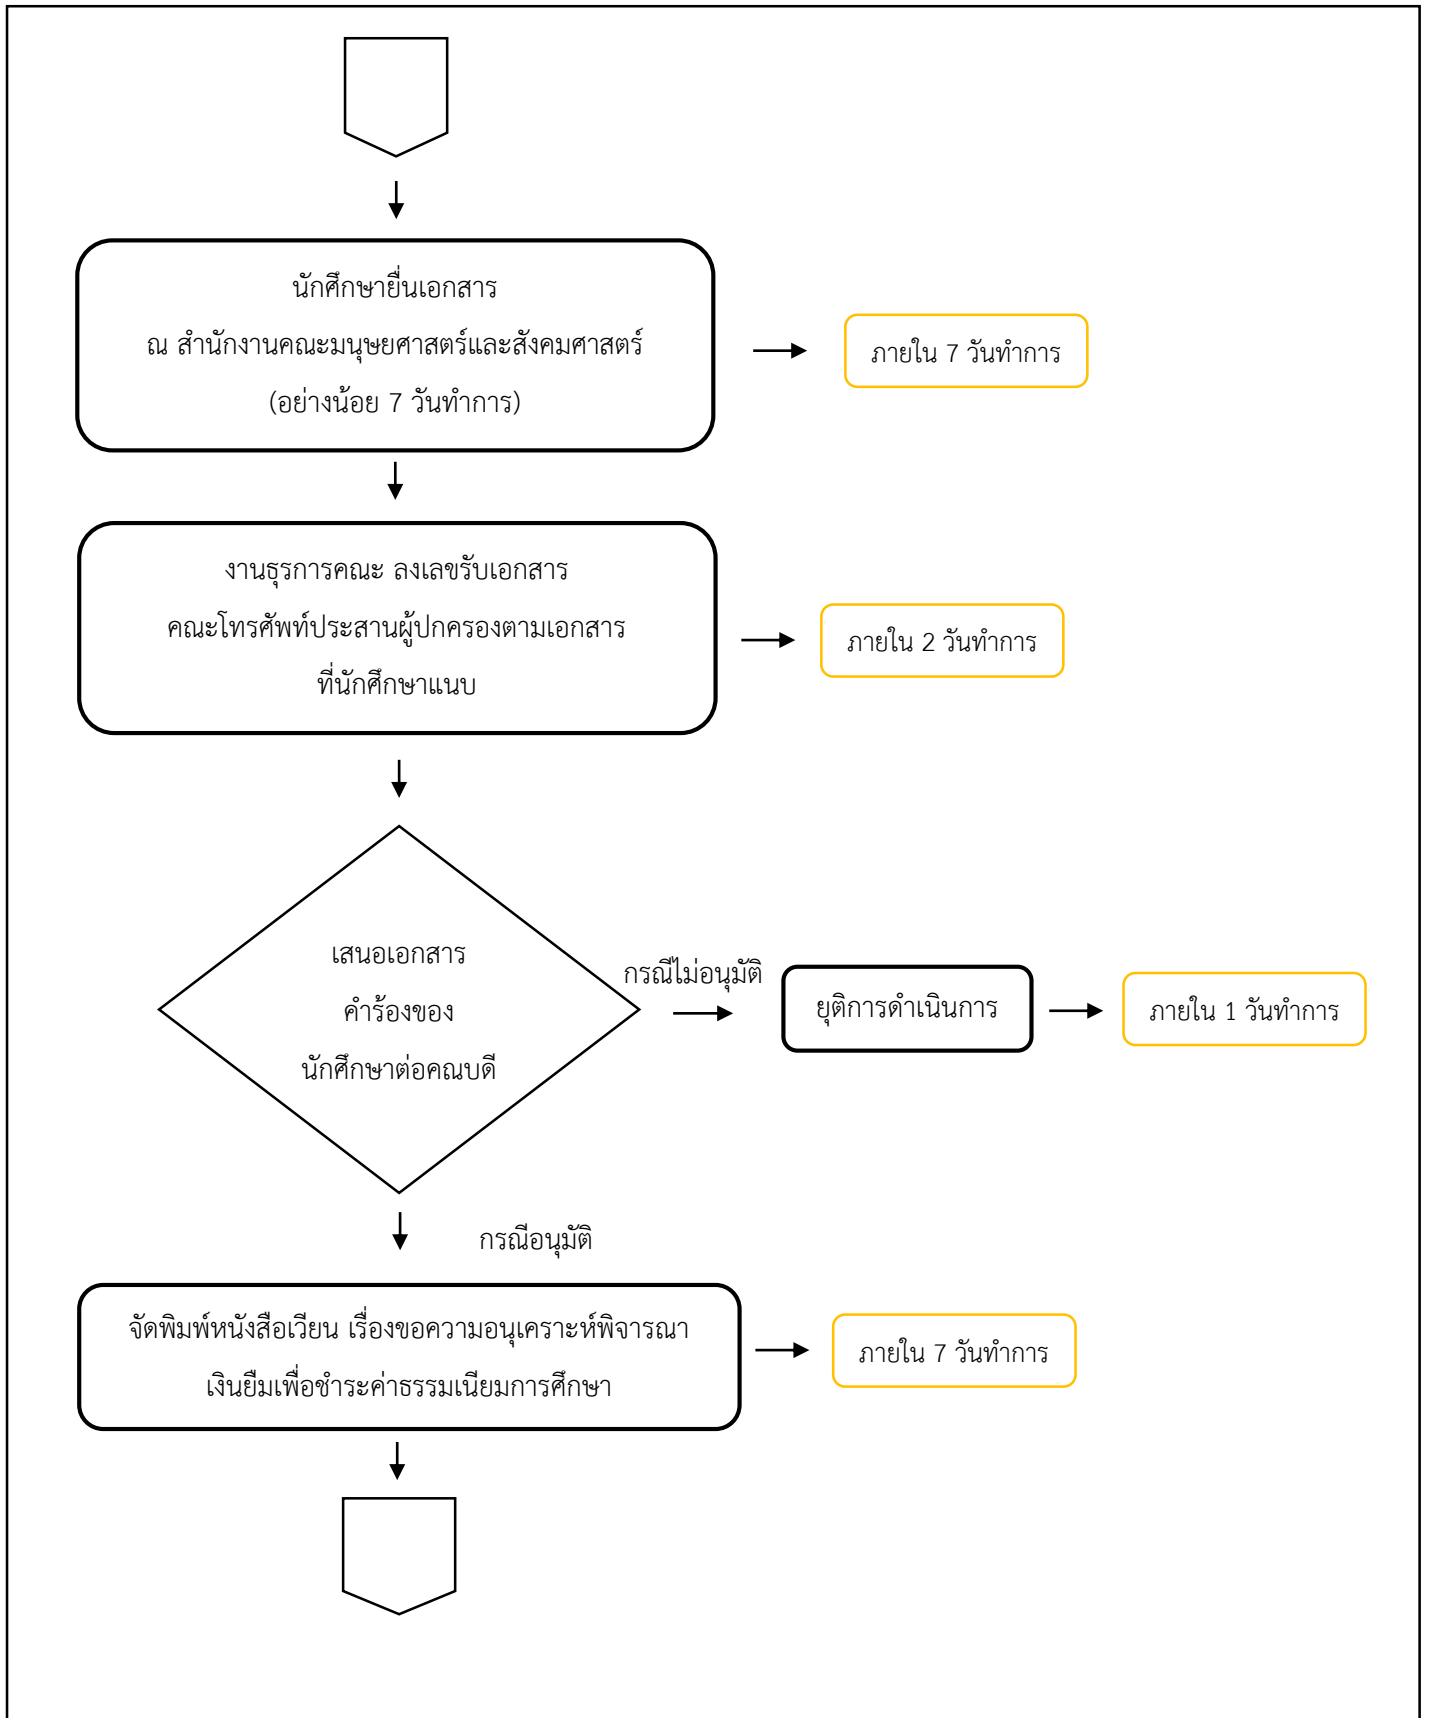 นักศึกษายื่นเอกสาร
ณ สำนักงานคณะมนุษยศาสตร์และสังคมศาสตร์
(อย่างน้อย 7 วันทำการ)
ภายใน 7 วันทำการ
งานธุรการคณะ ลงเลขรับเอกสาร
คณะโทรศัพท์ประสานผู้ปกครองตามเอกสาร
ที่นักศึกษาแนบ
ภายใน 2 วันทำการ
เสนอเอกสาร
คำร้องของ
นักศึกษาต่อคณบดี
กรณีไม่อนุมัติ
ยุติการดำเนินการ
ภายใน 1 วันทำการ
กรณีอนุมัติ
จัดพิมพ์หนังสือเวียน เรื่องขอความอนุเคราะห์พิจารณา
เงินยืมเพื่อชำระค่าธรรมเนียมการศึกษา
ภายใน 7 วันทำการ